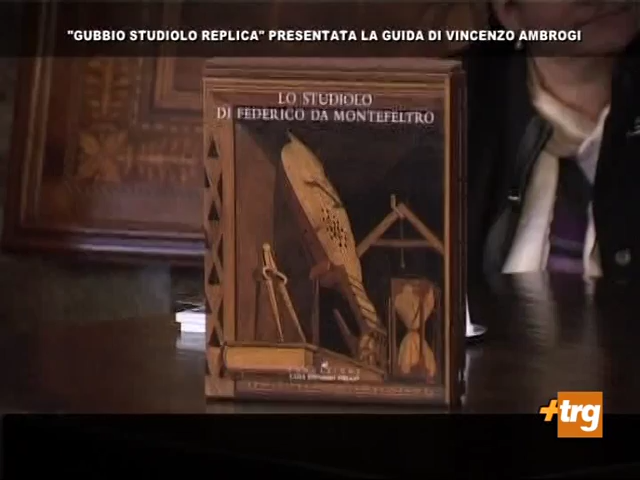 "GUBBIO STUDIOLO REPLICA" PRESENTATA LA GUIDA DI VINCENZO AMBROGI
LO STUDIOLO
DI FEDERICO DA MONTEFELTRO
+trg